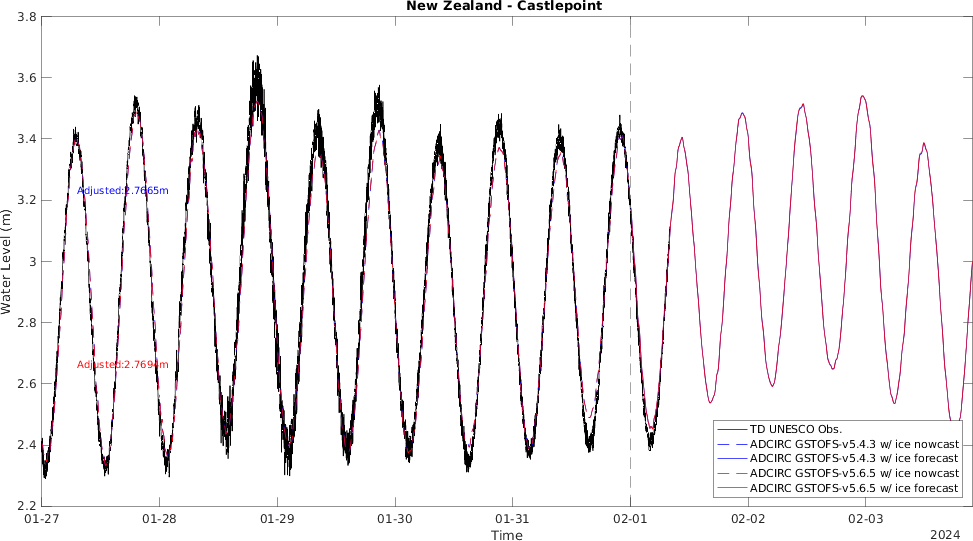 New Zealand - Castlepoint
3.8
3.6
3.4
3.2
3
2.8
2.6
2.4
2.2
Water Level (m)
Adjusted:2.7665m
Adjusted:2.7694m
TD UNESCO Obs.
ADCIRC GSTOFS-v5.4.3 w/ ice nowcast
ADCIRC GSTOFS-v5.4.3 w/ ice forecast
ADCIRC GSTOFS-v5.6.5 w/ ice nowcast
ADCIRC GSTOFS-v5.6.5 w/ ice forecast
01-27 01-28 01-29 01-30 01-31 02-01 02-02 02-03
Time
2024